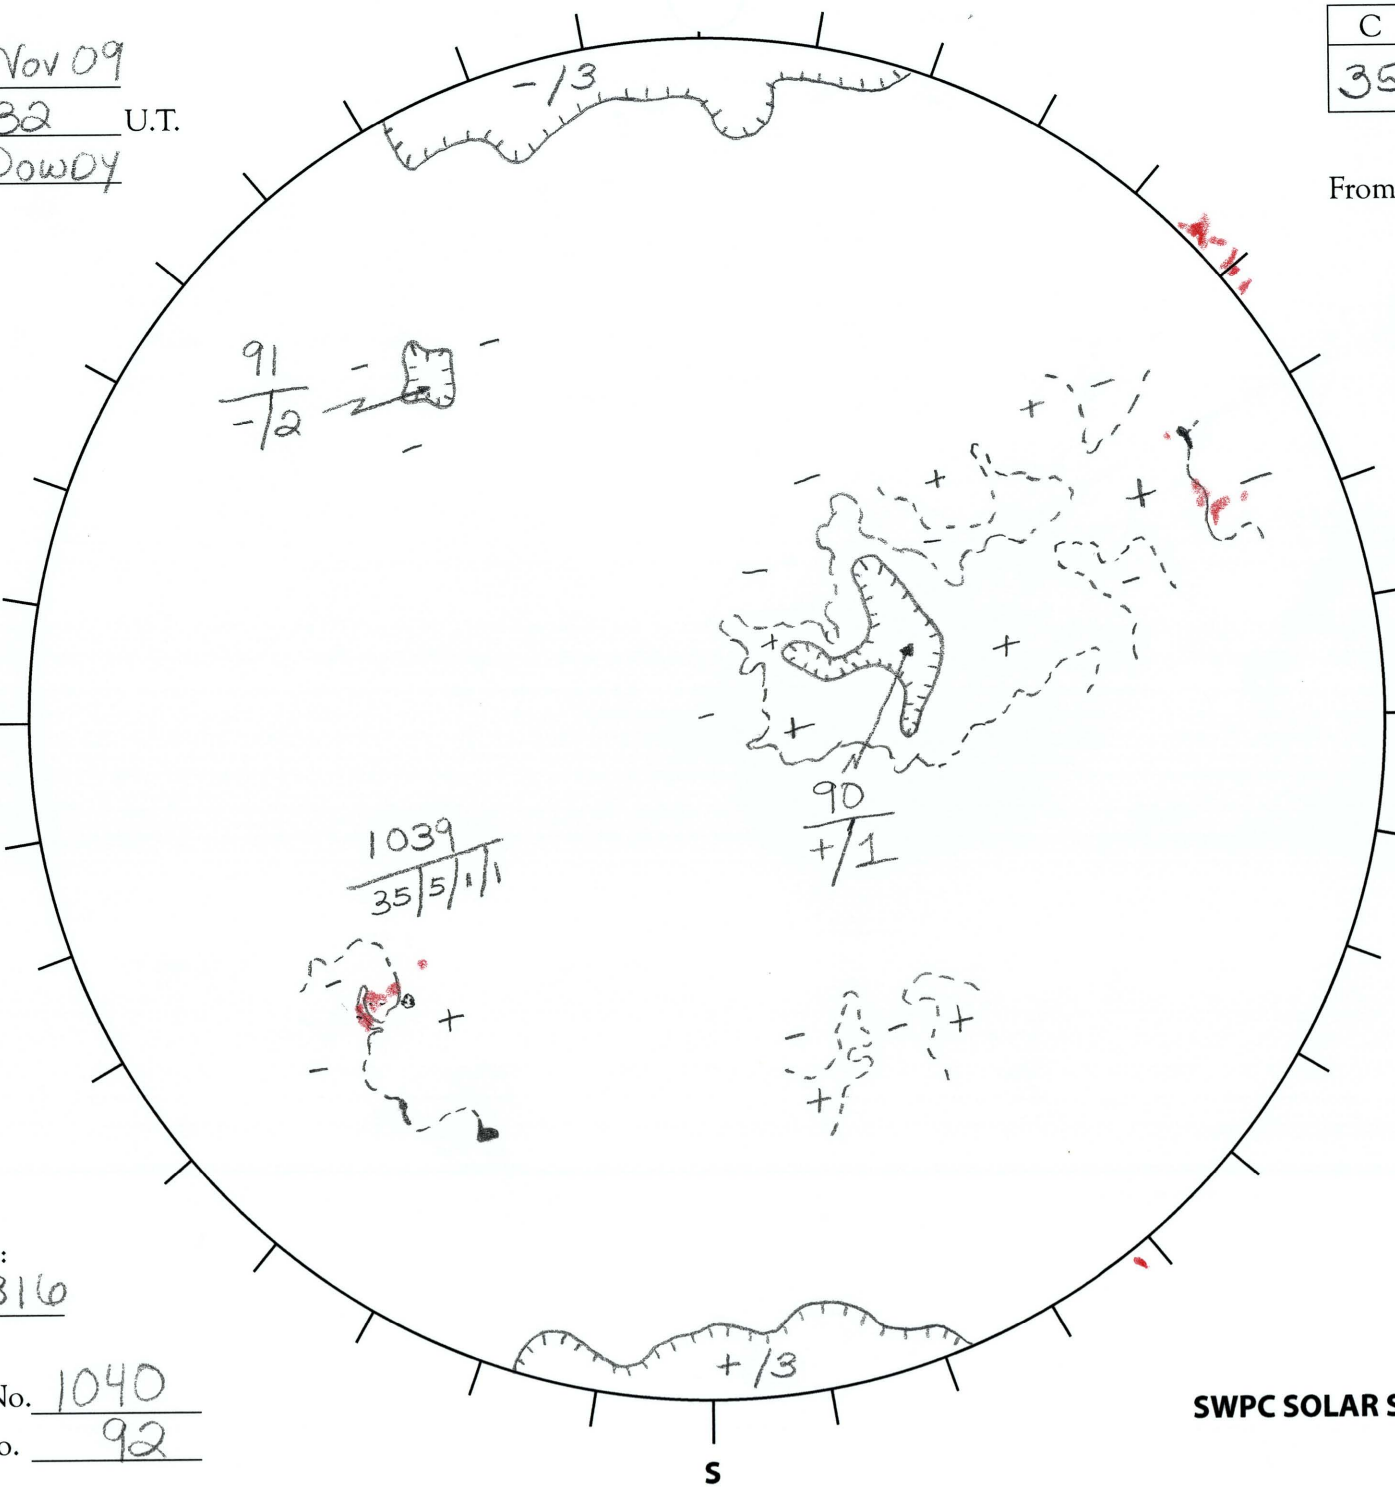 Nov 09
32 U.T.
Dowdy
C
35
From
- /3
91
-/2
90
+/1
1039
35/5/1/1
+ /3
:
316
No. 1040
o. 92
SWPC SOLAR S
S